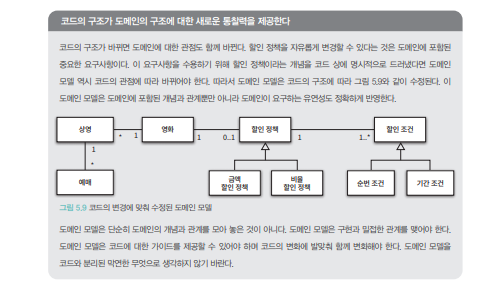 코드의 구조가 도메인의 구조에 대한 새로운 통찰력을 제공한다
코드의 구조가 바뀌면 도메인에 대한 관점도 함께 바뀐다. 할인 정책을 자유롭게 변경할 수 있다는 것은 도메인에 포함된
중요한 요구사항이다. 이 요구사항을 수용하기 위해 할인 정책이라는 개념을 코드 상에 명시적으로 드러냈다면 도메인
모델 역시 코드의 관점에 따라 바뀌어야 한다. 따라서 도메인 모델은 코드의 구조에 따라 그림 5.9와 같이 수정된다. 이
도메인 모델은 도메인에 포함된 개념과 관계뿐만 아니라 도메인이 요구하는 유연성도 정확하게 반영한다.
상영 * 1 영화 1 0..1 할인 정책 1 1..* 할인 조건
1
*
예매 금액 할인 정책 비율 할인 정책 순번 조건 기간 조건
그림 5.9 코드의 변경에 맞춰 수정된 도메인 모델
도메인 모델은 단순히 도메인의 개념과 관계를 모아 놓은 것이 아니다. 도메인 모델은 구현과 밀접한 관계를 맺어야 한다.
도메인 모델은 코드에 대한 가이드를 제공할 수 있어야 하며 코드의 변화에 발맞춰 함께 변화해야 한다. 도메인 모델을
코드와 분리된 막연한 무엇으로 생각하지 않기 바란다.